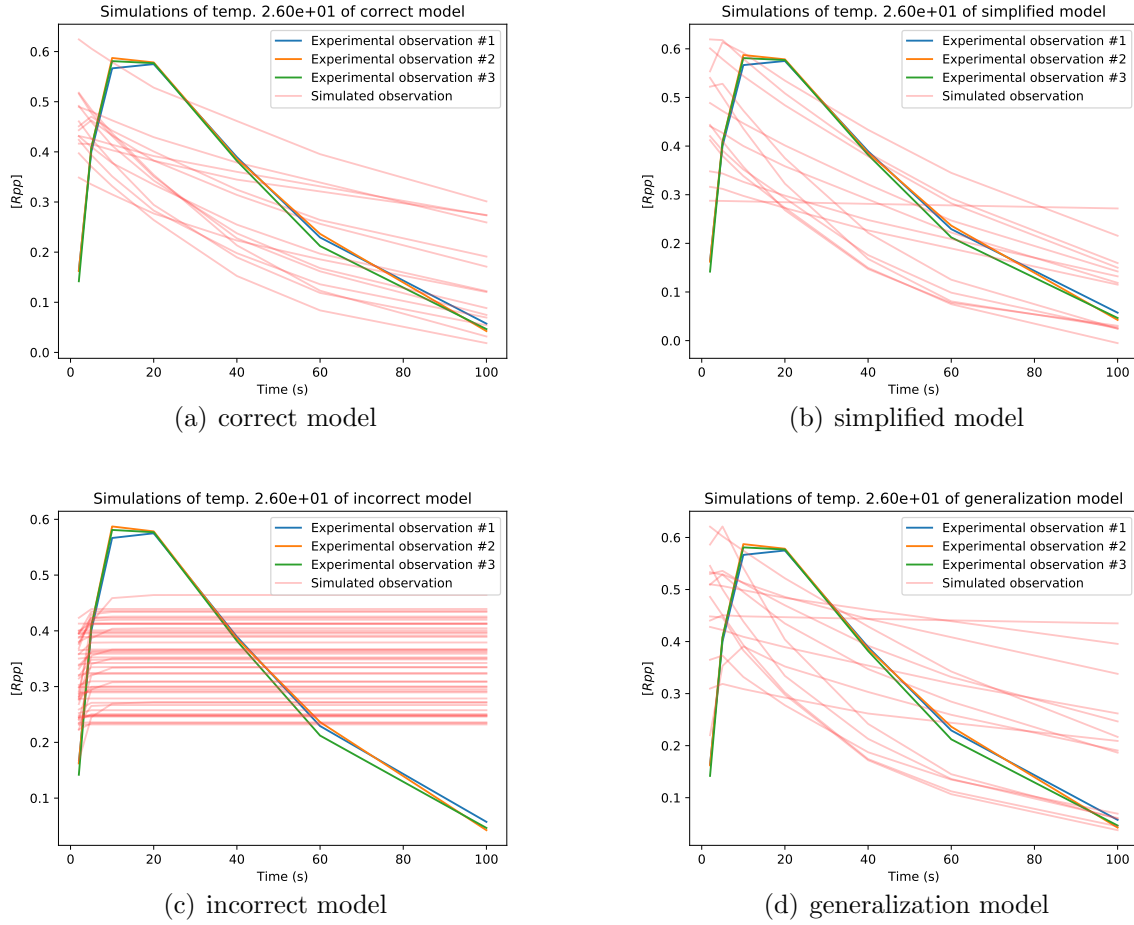 Simulations of temp. 2.60e+01 of correct model
[Rpp]
0.6
0.5
0.4
0.3
0.2
0.1
0.0
0 20 40 60 80 100
Time (s)
Experimental observation #1
Experimental observation #2
Experimental observation #3
Simulated observation
(a) correct model
Simulations of temp. 2.60e+01 of simplified model
[Rpp]
0.6
0.5
0.4
0.3
0.2
0.1
0.0
0 20 40 60 80 100
Time (s)
Experimental observation #1
Experimental observation #2
Experimental observation #3
Simulated observation
(b) simplified model
Simulations of temp. 2.60e+01 of incorrect model
[Rpp]
0.6
0.5
0.4
0.3
0.2
0.1
0 20 40 60 80 100
Time (s)
Experimental observation #1
Experimental observation #2
Experimental observation #3
Simulated observation
(c) incorrect model
Simulations of temp. 2.60e+01 of generalization model
[Rpp]
0.6
0.5
0.4
0.3
0.2
0.1
0 20 40 60 80 100
Time (s)
Experimental observation #1
Experimental observation #2
Experimental observation #3
Simulated observation
(d) generalization model